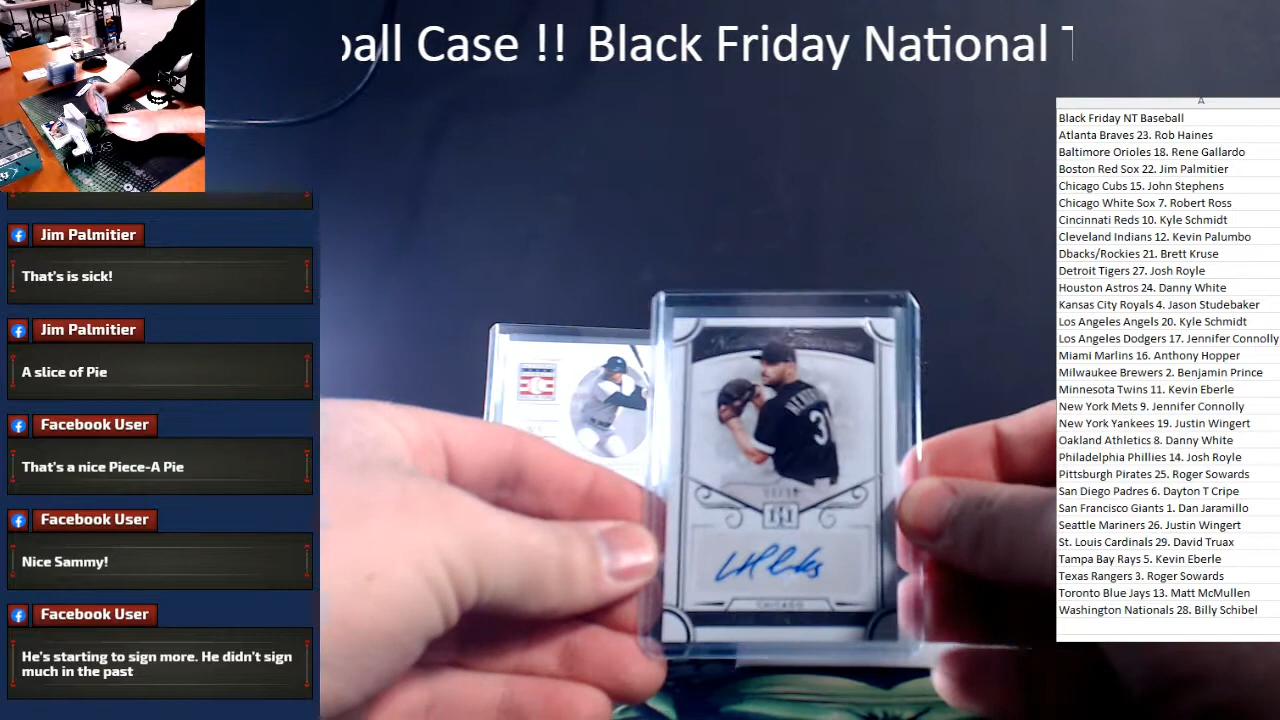 ball Case !! Black Friday National T
Jim Palmitier
That's is sick!
Jim Palmitier
A slice of Pie
Facebook User
That's a nice Piece-A Pie
Facebook User
Nice Sammy!
Facebook User
He's starting to sign more. He didn't sign
much in the past
CHICAGO
A
Black Friday NT Baseball
Atlanta Braves 23. Rob Haines
Baltimore Orioles 18. Rene Gallardo
Boston Red Sox 22. Jim Palmitier
Chicago Cubs 15. John Stephens
Chicago White Sox 7. Robert Ross
Cincinnati Reds 10. Kyle Schmidt
Cleveland Indians 12. Kevin Palumbo
Dbacks/Rockies 21. Brett Kruse
Detroit Tigers 27. Josh Royle
Houston Astros 24. Danny White
Kansas City Royals 4. Jason Studebaker
Los Angeles Angels 20. Kyle Schmidt
Los Angeles Dodgers 17. Jennifer Connolly
Miami Marlins 16. Anthony Hopper
Milwaukee Brewers 2. Benjamin Prince
Minnesota Twins 11. Kevin Eberle
New York Mets 9. Jennifer Connolly
New York Yankees 19. Justin Wingert
Oakland Athletics 8. Danny White
Philadelphia Phillies 14. Josh Royle
Pittsburgh Pirates 25. Roger Sowards
San Diego Padres 6. Dayton T Cripe
San Francisco Giants 1. Dan Jaramillo
Seattle Mariners 26. Justin Wingert
St. Louis Cardinals 29. David Truax
Tampa Bay Rays 5. Kevin Eberle
Texas Rangers 3. Roger Sowards
Toronto Blue Jays 13. Matt McMullen
Washington Nationals 28. Billy Schibel